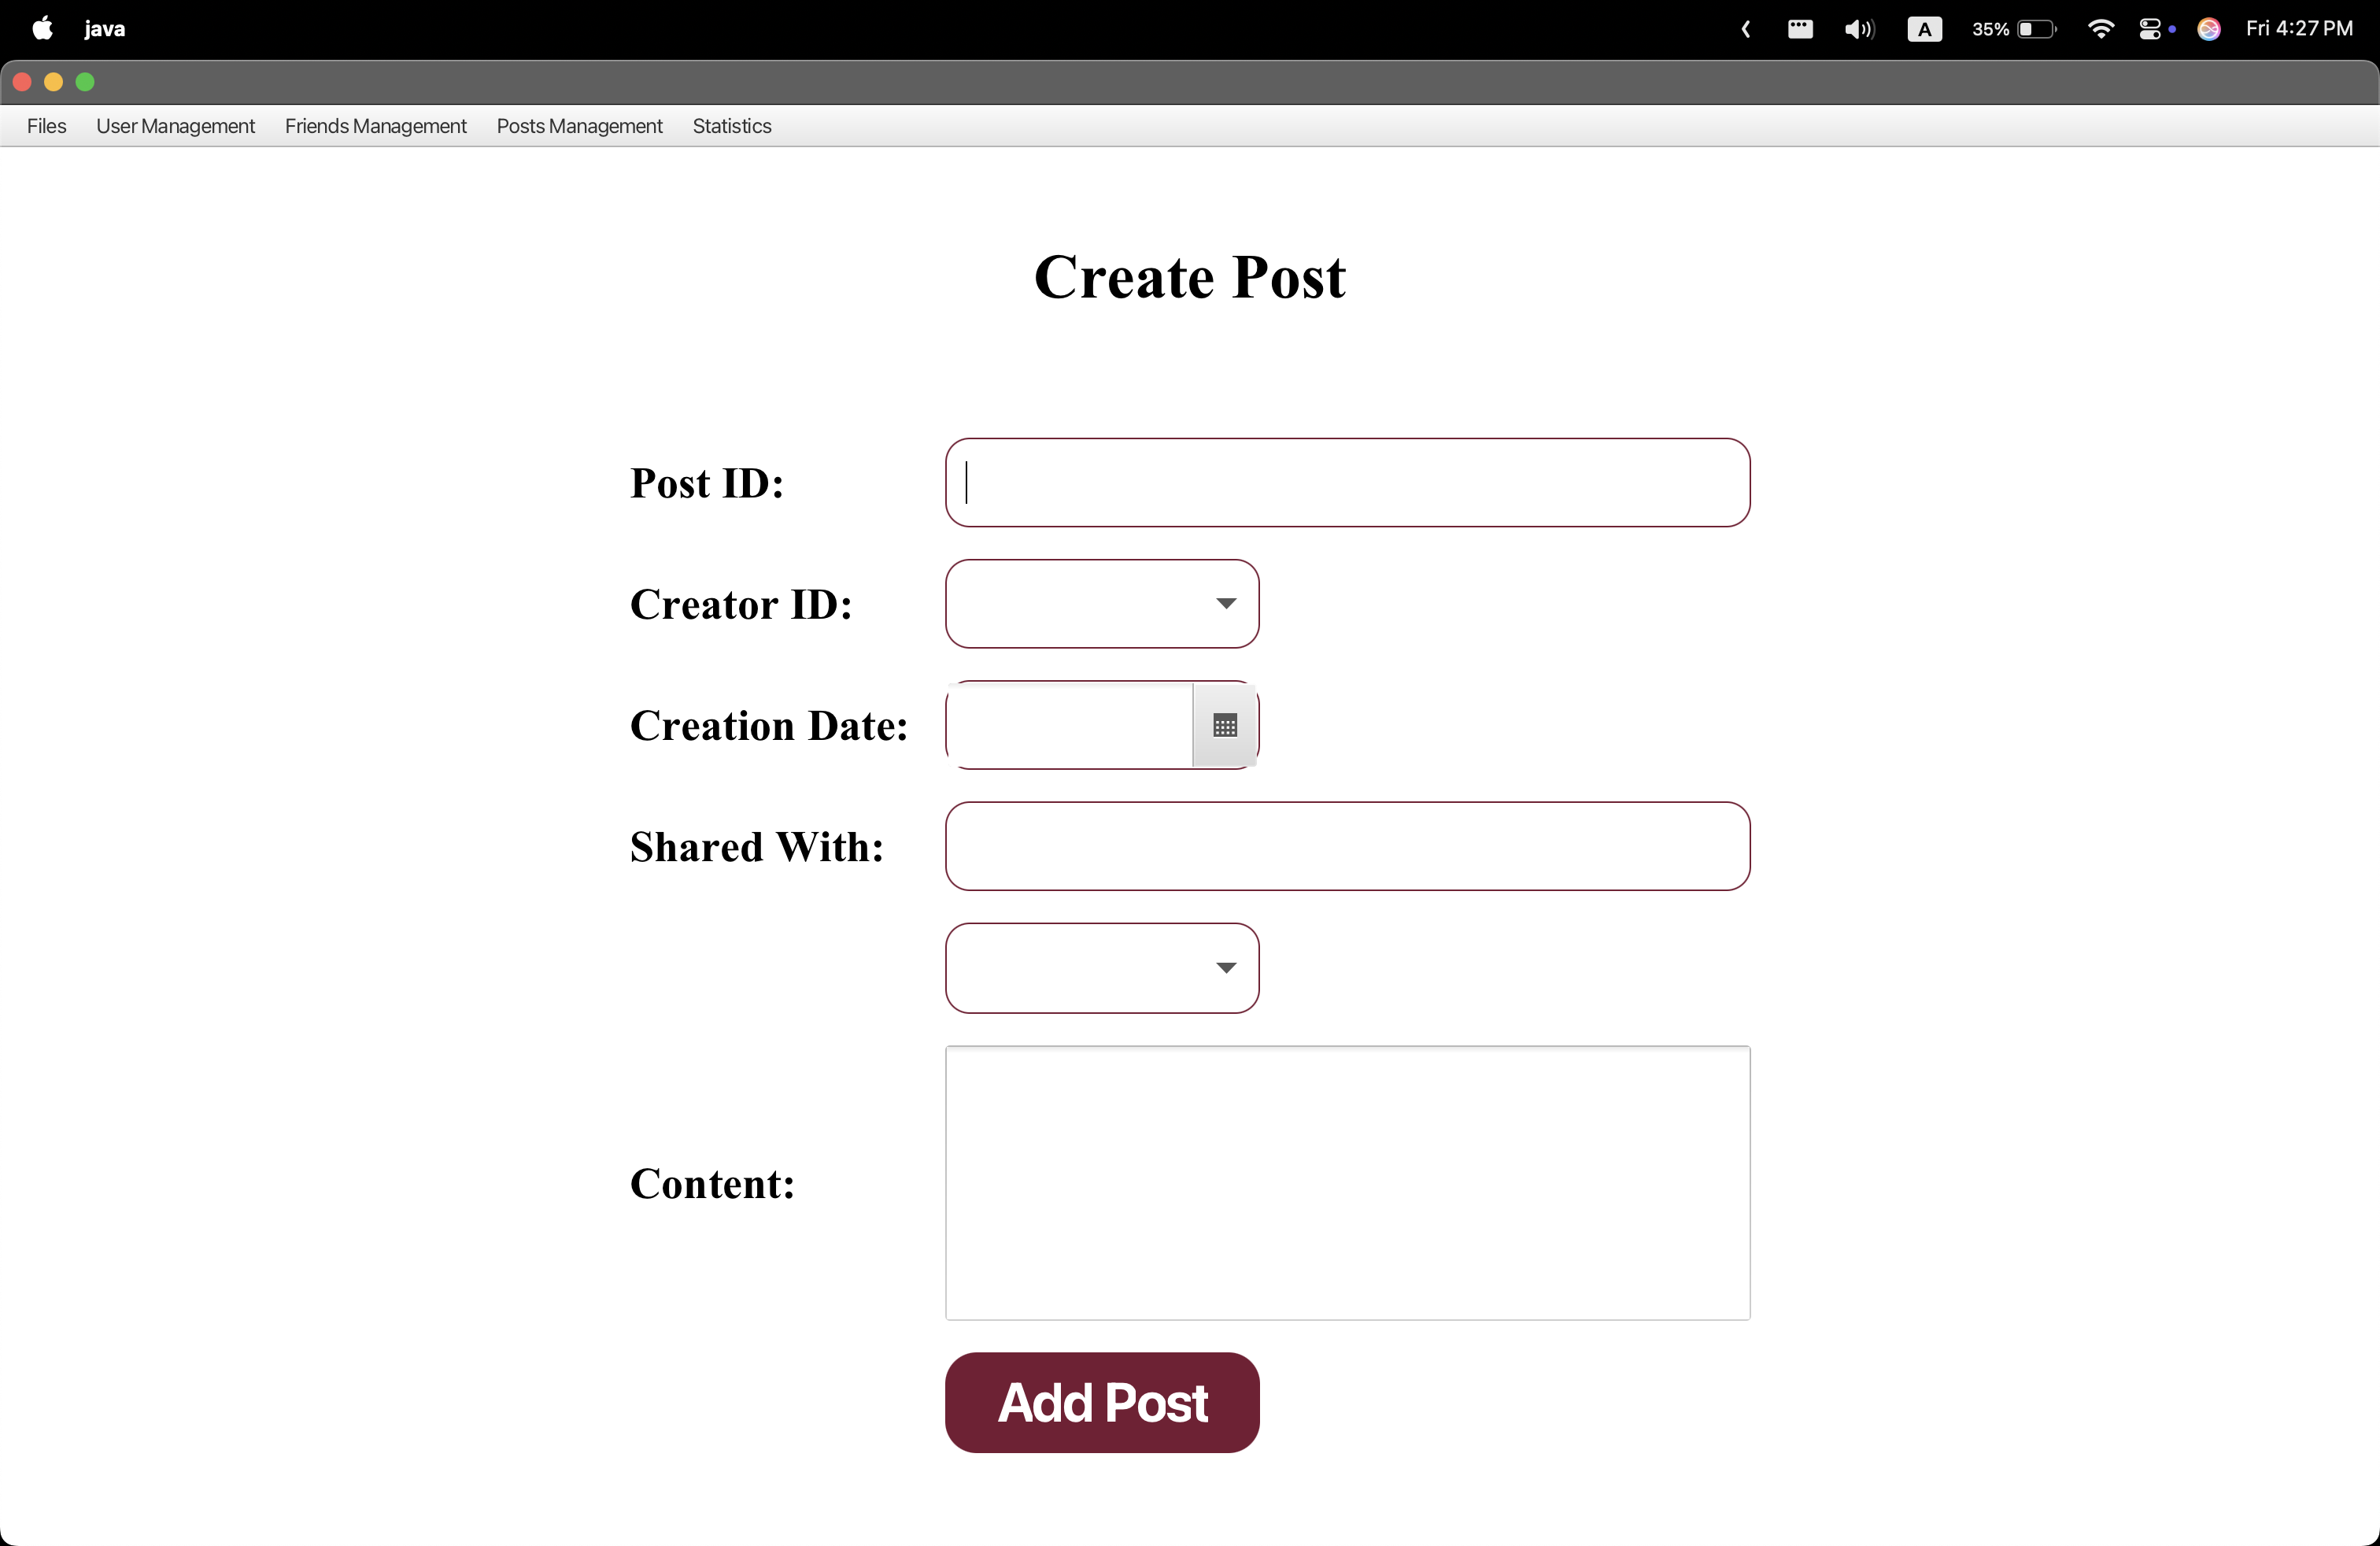 java
A
35%
Fri 4:27 PM
Files User Management Friends Management Posts Management Statistics
Create Post
Post ID:
Creator ID:
Creation Date:
Shared With:
Content:
Add Post